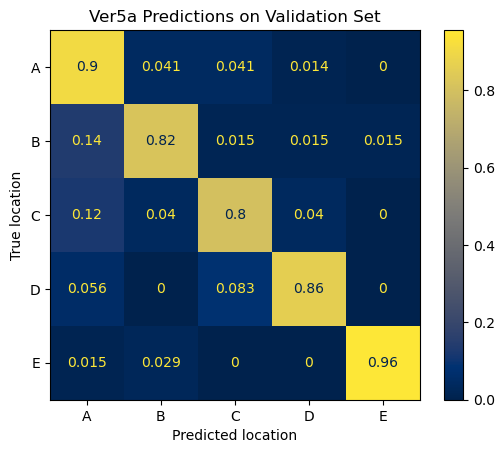 Ver5a Predictions on Validation Set
A 0.9 0.041 0.041 0.014 0
B 0.14 0.82 0.015 0.015 0.015
C 0.12 0.04 0.8 0.04 0
D 0.056 0 0.083 0.86 0
E 0.015 0.029 0 0 0.96
A B C D E
Predicted location
True location
0.8
0.6
0.4
0.2
0.0